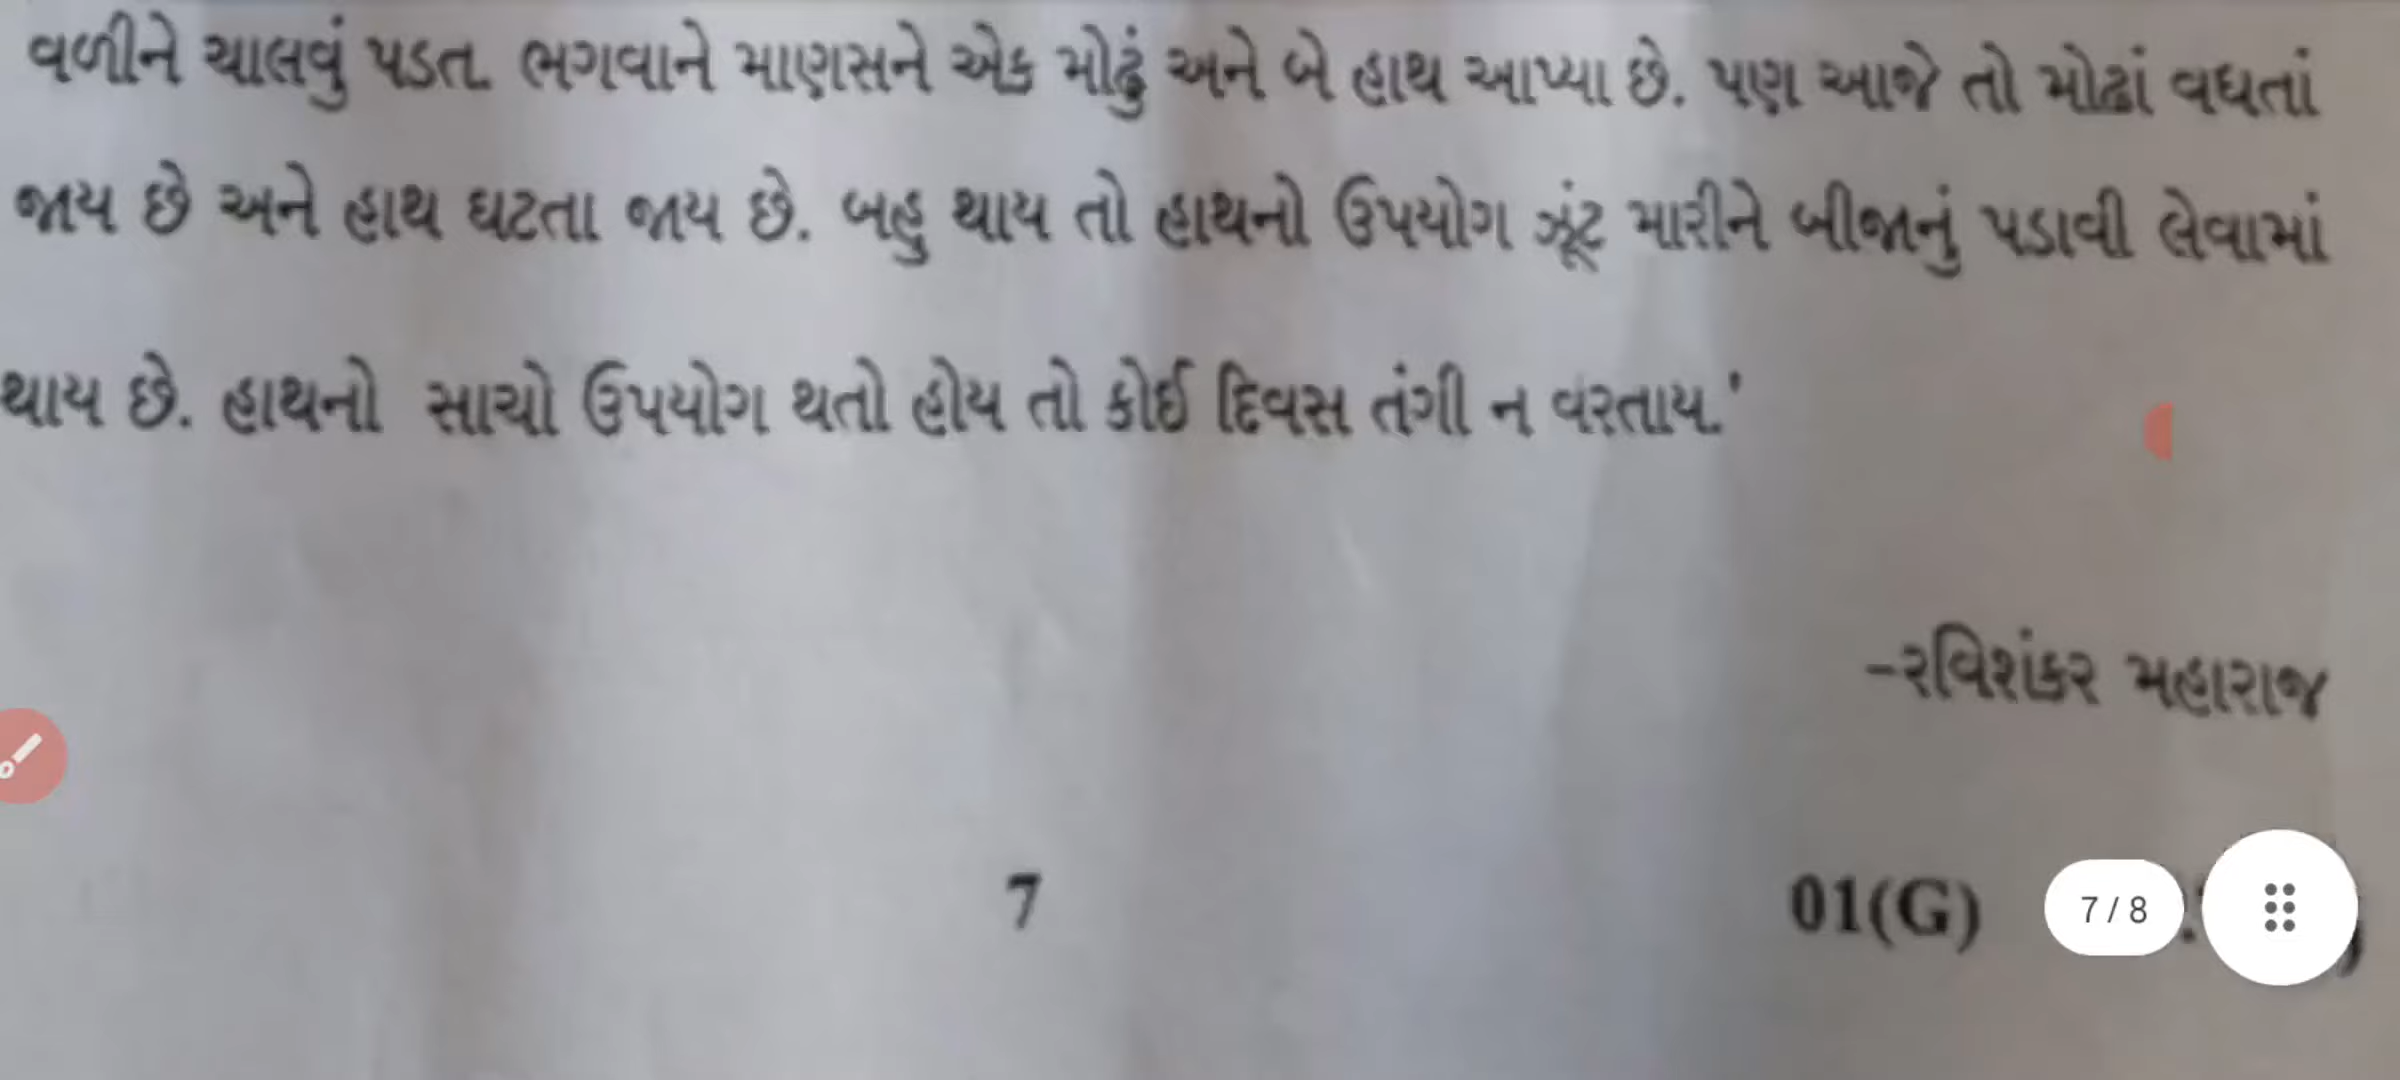 વળીને ચાલવું પડત. ભગવાને માણસને એક મોઢું અને બે હાથ આપ્યા છે. પણ આજે તો મોઢાં વધતાં
જાય છે અને હાથ ઘટતા જાય છે. બહુ થાય તો હાથનો ઉપયોગ ઝૂંટ મારીને બીજાનું પડાવી લેવામાં
થાય છે. હાથનો સાચો ઉપયોગ થતો હોય તો કોઈ દિવસ તંગી ન વરતાય.'
–રવિશંકર મહારાજ
7 01(G)
7 / 8